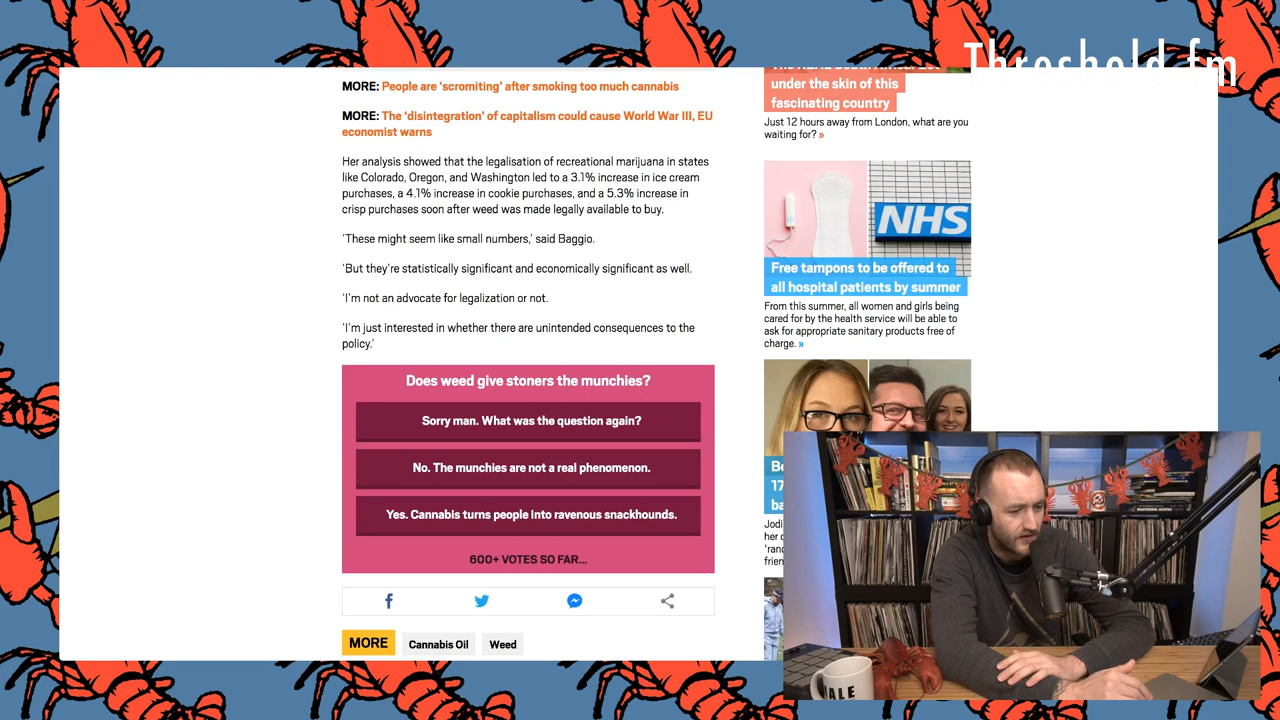 Threshold.fm
MORE: People are ‘scromiting’ after smoking too much cannabis
MORE: The ‘disintegration’ of capitalism could cause World War III, EU
economist warns
Her analysis showed that the legalisation of recreational marijuana in states
like Colorado, Oregon, and Washington led to a 3.1% increase in ice cream
purchases, a 4.1% increase in cookie purchases, and a 5.3% increase in
crisp purchases soon after weed was made legally available to buy.
‘These might seem like small numbers,’ said Baggio.
‘But they’re statistically significant and economically significant as well.
‘I’m not an advocate for legalization or not.
‘I’m just interested in whether there are unintended consequences to the
policy.’
Does weed give stoners the munchies?
Sorry man. What was the question again?
No. The munchies are not a real phenomenon.
Yes. Cannabis turns people into ravenous snackhounds.
600+ VOTES SO FAR...
MORE
Cannabis Oil
Weed
under the skin of this
fascinating country
Just 12 hours away from London, what are you
waiting for? »
NHS
Free tampons to be offered to
all hospital patients by summer
From this summer, all women and girls being
cared for by the health service will be able to
ask for appropriate sanitary products free of
charge. »
17
Jodi
her
frien
ALE